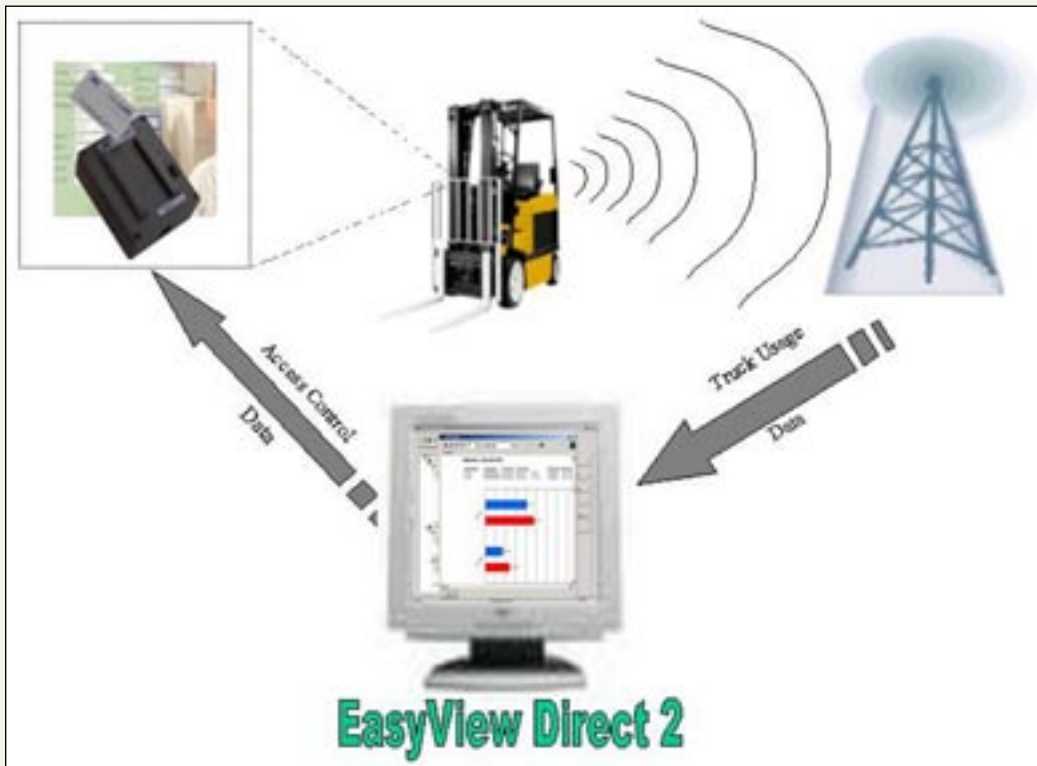 Access Control
Data
Truck Usage
Data
EasyView Direct 2